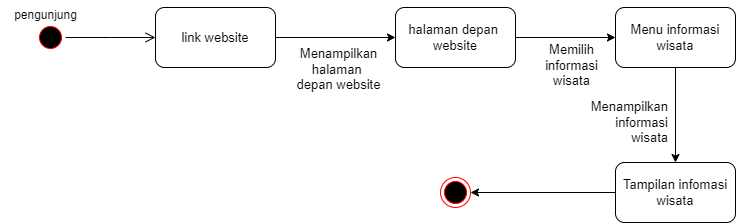 pengunjung
link website
Menampilkan
halaman
depan website
halaman depan
website
Memilih
informasi
wisata
Menu informasi
wisata
Menampilkan
informasi
wisata
Tampilan infomasi
wisata